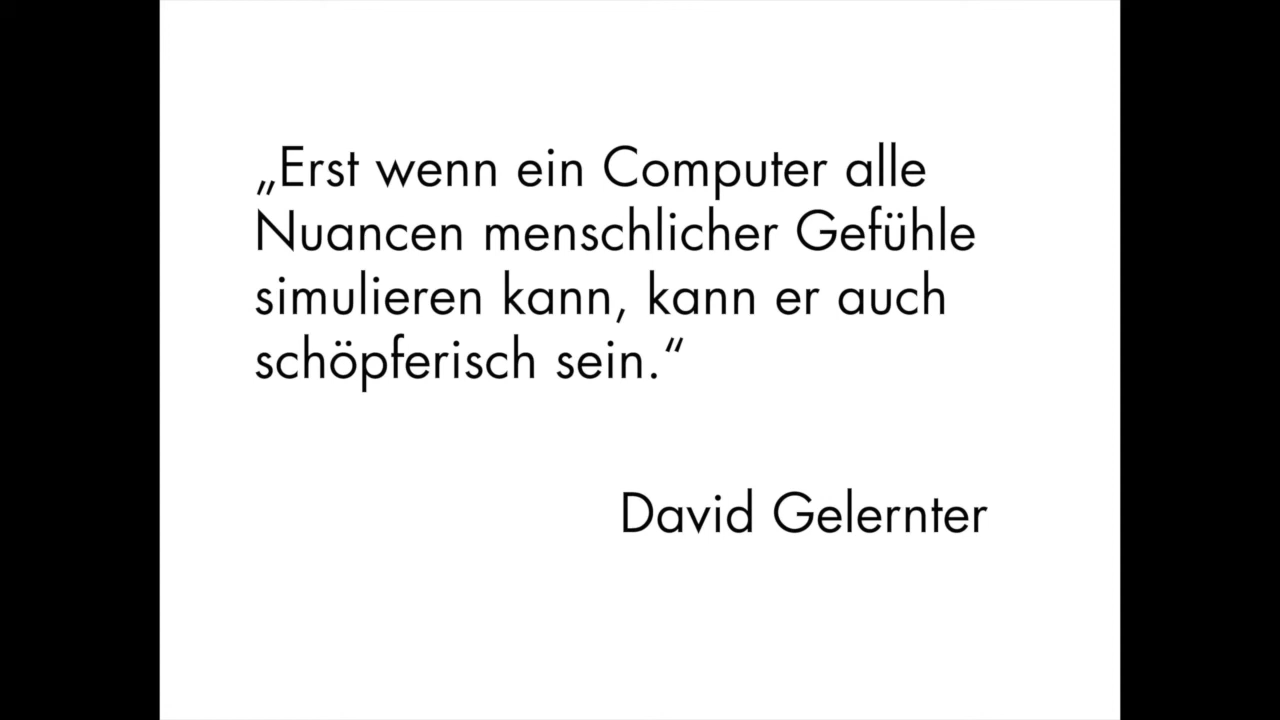 „Erst wenn ein Computer alle
Nuancen menschlicher Gefühle
simulieren kann, kann er auch
schöpferisch sein.“
David Gelernter